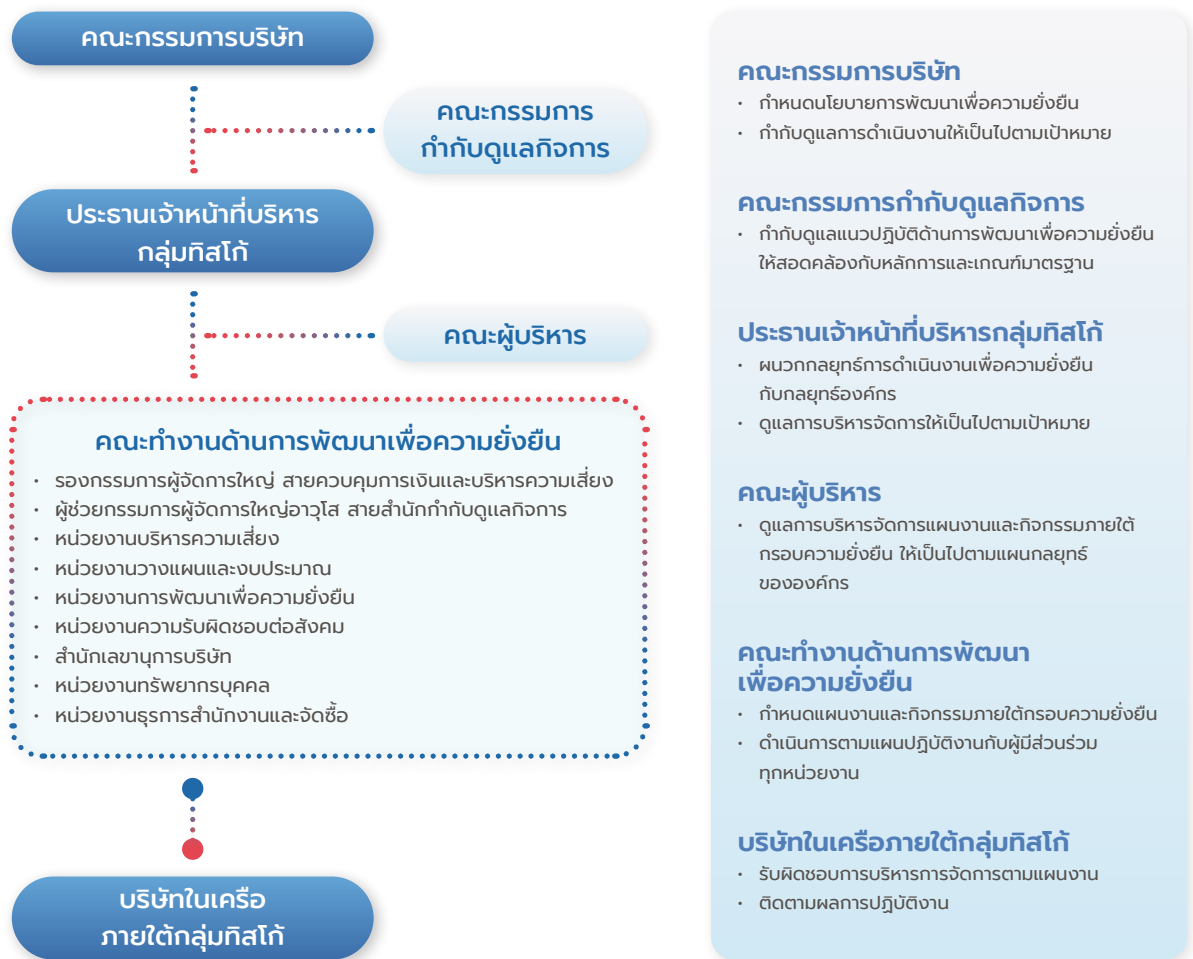 คณะกรรมการบริษัท
คณะกรรมการ
กำกับดูแลกิจการ
ประธานเจ้าหน้าที่บริหาร
กลุ่มทิสโก้
คณะผู้บริหาร
คณะทำงานด้านการพัฒนาเพื่อความยั่งยืน
· รองกรรมการผู้จัดการใหญ่ สายควบคุมการเงินและบริหารความเสี่ยง
· ผู้ช่วยกรรมการผู้จัดการใหญ่อาวุโส สายสำนักกำกับดูแลกิจการ
· หน่วยงานบริหารความเสี่ยง
· หน่วยงานวางแผนและงบประมาณ
· หน่วยงานการพัฒนาเพื่อความยั่งยืน
· หน่วยงานความรับผิดชอบต่อสังคม
· สำนักเลขานุการบริษัท
· หน่วยงานทรัพยากรบุคคล
· หน่วยงานธุรการสำนักงานและจัดซื้อ
บริษัทในเครือ
ภายใต้กลุ่มทิสโก้
คณะกรรมการบริษัท
· กำหนดนโยบายการพัฒนาเพื่อความยั่งยืน
· กำกับดูแลการดำเนินงานให้เป็นไปตามเป้าหมาย
คณะกรรมการกำกับดูแลกิจการ
· กำกับดูแลแนวปฏิบัติด้านการพัฒนาเพื่อความยั่งยืน
ให้สอดคล้องกับหลักการและเกณฑ์มาตรฐาน
ประธานเจ้าหน้าที่บริหารกลุ่มทิสโก้
· ผนวกกลยุทธ์การดำเนินงานเพื่อความยั่งยืน
กับกลยุทธ์องค์กร
· ดูแลการบริหารจัดการให้เป็นไปตามเป้าหมาย
คณะผู้บริหาร
· ดูแลการบริหารจัดการแผนงานและกิจกรรมภายใต้
กรอบความยั่งยืน ให้เป็นไปตามแผนกลยุทธ์
ขององค์กร
คณะทำงานด้านการพัฒนา
เพื่อความยั่งยืน
· กำหนดแผนงานและกิจกรรมภายใต้กรอบความยั่งยืน
· ดำเนินการตามแผนปฏิบัติงานกับผู้มีส่วนร่วม
ทุกหน่วยงาน
บริษัทในเครือภายใต้กลุ่มทิสโก้
· รับผิดชอบการบริหารการจัดการตามแผนงาน
· ติดตามผลการปฏิบัติงาน